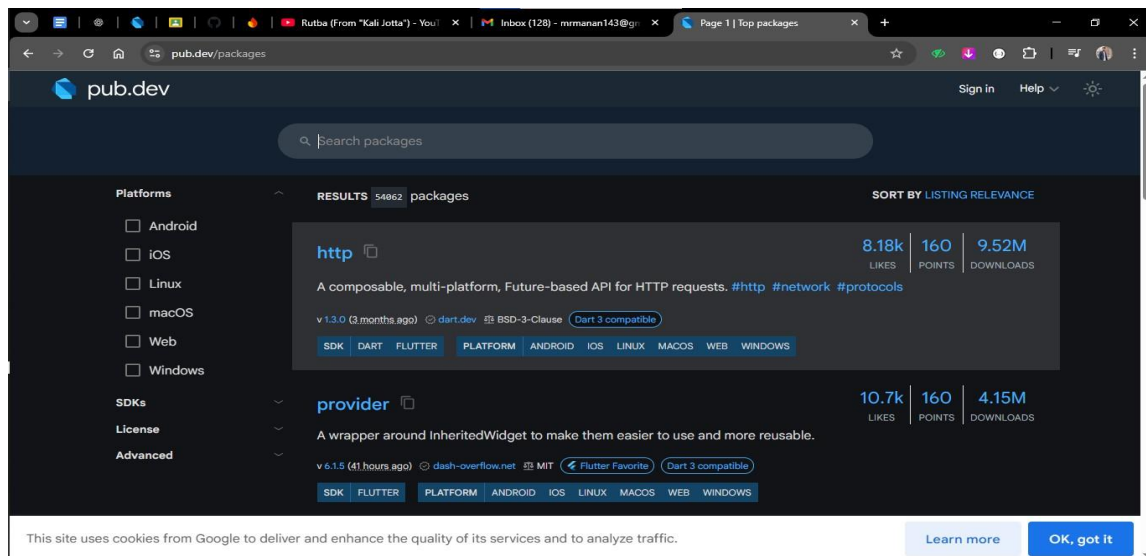 Rutba (From "Kali Jotta") - YouT
Inbox (128) - mrmanan143@gm
Page 1 | Top packages
pub.dev/packages
pub.dev
Sign in
Help
Search packages
Platforms
Android
iOS
Linux
macOS
Web
Windows
SDKs
License
Advanced
RESULTS 54062 packages
SORT BY LISTING RELEVANCE
http
8.18k LIKES
160 POINTS
9.52M DOWNLOADS
A composable, multi-platform, Future-based API for HTTP requests. #http #network #protocols
v 1.3.0 (3 months ago) dart.dev BSD-3-Clause Dart 3 compatible
SDK DART FLUTTER PLATFORM ANDROID IOS LINUX MACOS WEB WINDOWS
provider
10.7k LIKES
160 POINTS
4.15M DOWNLOADS
A wrapper around InheritedWidget to make them easier to use and more reusable.
v 6.1.5 (41 hours ago) dash-overflow.net MIT Flutter Favorite Dart 3 compatible
SDK FLUTTER PLATFORM ANDROID IOS LINUX MACOS WEB WINDOWS
This site uses cookies from Google to deliver and enhance the quality of its services and to analyze traffic.
Learn more
OK, got it